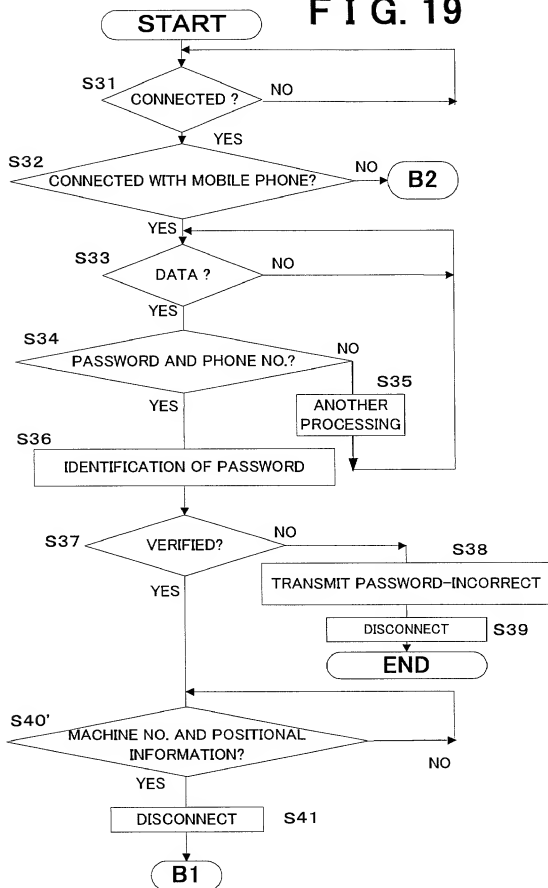 F I G. 19
START
S31
CONNECTED ?
NO
YES
S32
CONNECTED WITH MOBILE PHONE?
NO
B2
YES
S33
DATA ?
NO
YES
S34
PASSWORD AND PHONE NO.?
NO
S35
ANOTHER
PROCESSING
YES
S36
IDENTIFICATION OF PASSWORD
S37
VERIFIED?
NO
S38
YES
TRANSMIT PASSWORD-INCORRECT
DISCONNECT
S39
END
S40'
MACHINE NO. AND POSITIONAL
INFORMATION?
NO
YES
DISCONNECT
S41
B1